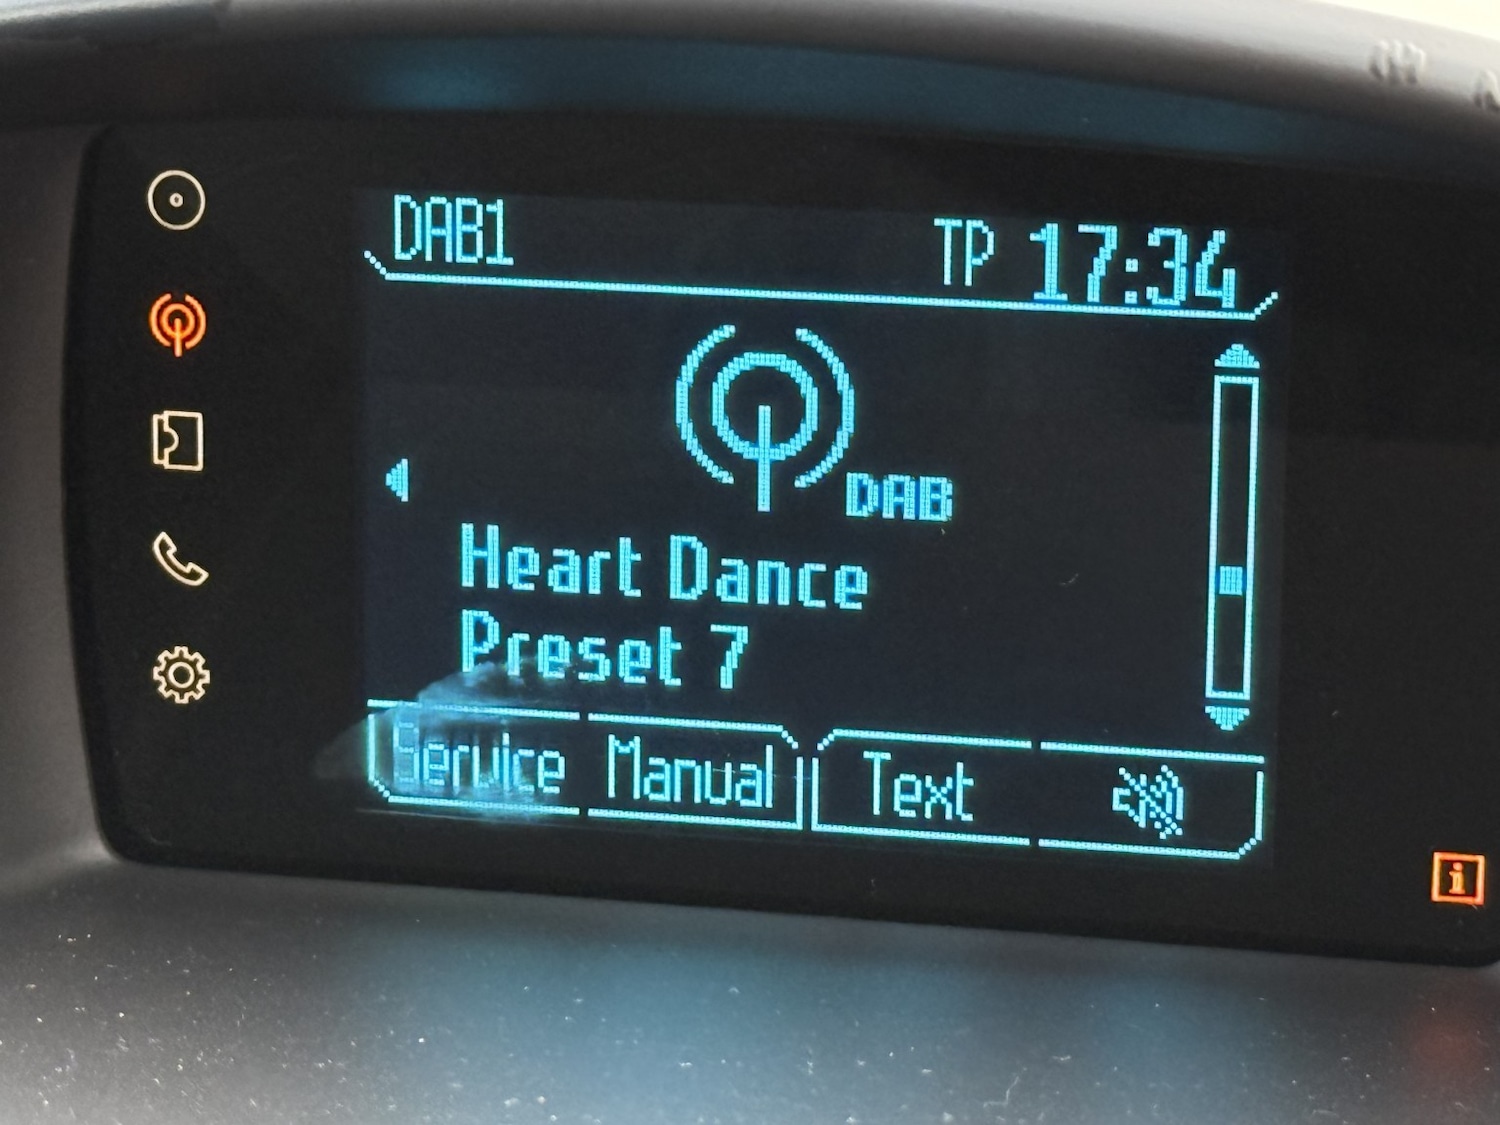 DAB1 TP 17:34
DAB
Heart Dance
Preset 7
Service Manual Text
i